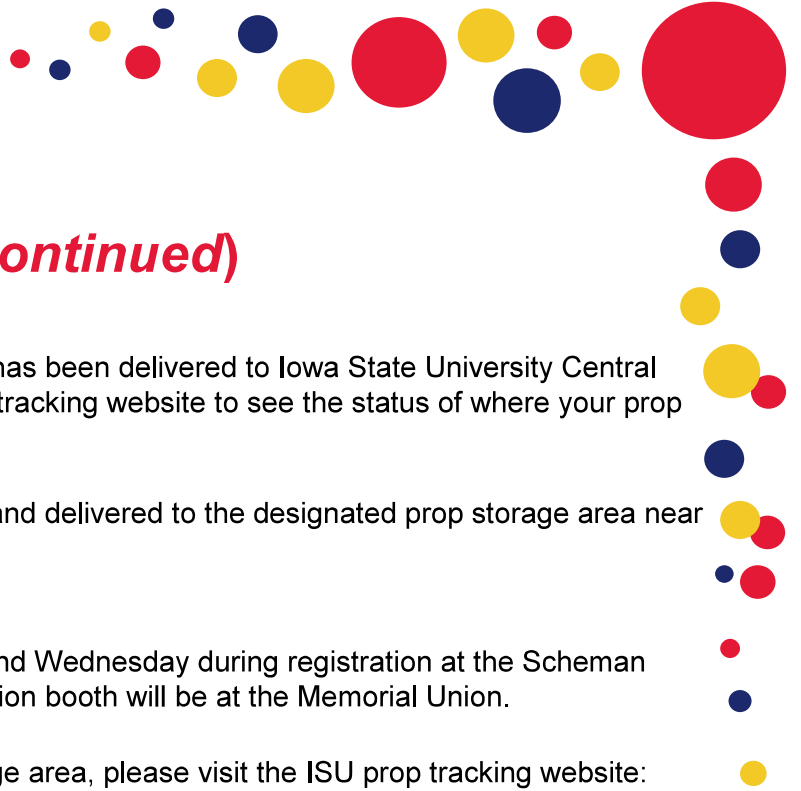 ontinued)
has been delivered to Iowa State University Central
tracking website to see the status of where your prop
and delivered to the designated prop storage area near
nd Wednesday during registration at the Scheman
ion booth will be at the Memorial Union.
ge area, please visit the ISU prop tracking website: